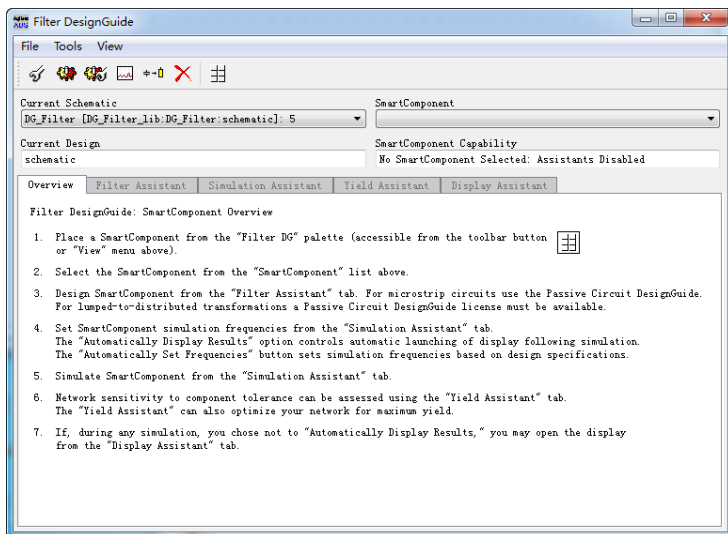 Agilent
ADS
Filter DesignGuide
File Tools View
Current Schematic
SmartComponent
DG_Filter [DG_Filter_lib:DG_Filter:schematic]: 5
Current Design
SmartComponent Capability
schematic
No SmartComponent Selected: Assistants Disabled
Overview Filter Assistant Simulation Assistant Yield Assistant Display Assistant
Filter DesignGuide: SmartComponent Overview
1. Place a SmartComponent from the "Filter DG" palette (accessible from the toolbar button
or "View" menu above).
2. Select the SmartComponent from the "SmartComponent" list above.
3. Design SmartComponent from the "Filter Assistant" tab. For microstrip circuits use the Passive Circuit DesignGuide.
For lumped-to-distributed transformations a Passive Circuit DesignGuide license must be available.
4. Set SmartComponent simulation frequencies from the "Simulation Assistant" tab.
The "Automatically Display Results" option controls automatic launching of display following simulation.
The "Automatically Set Frequencies" button sets simulation frequencies based on design specifications.
5. Simulate SmartComponent from the "Simulation Assistant" tab.
6. Network sensitivity to component tolerance can be assessed using the "Yield Assistant" tab.
The "Yield Assistant" can also optimize your network for maximum yield.
7. If, during any simulation, you chose not to "Automatically Display Results," you may open the display
from the "Display Assistant" tab.